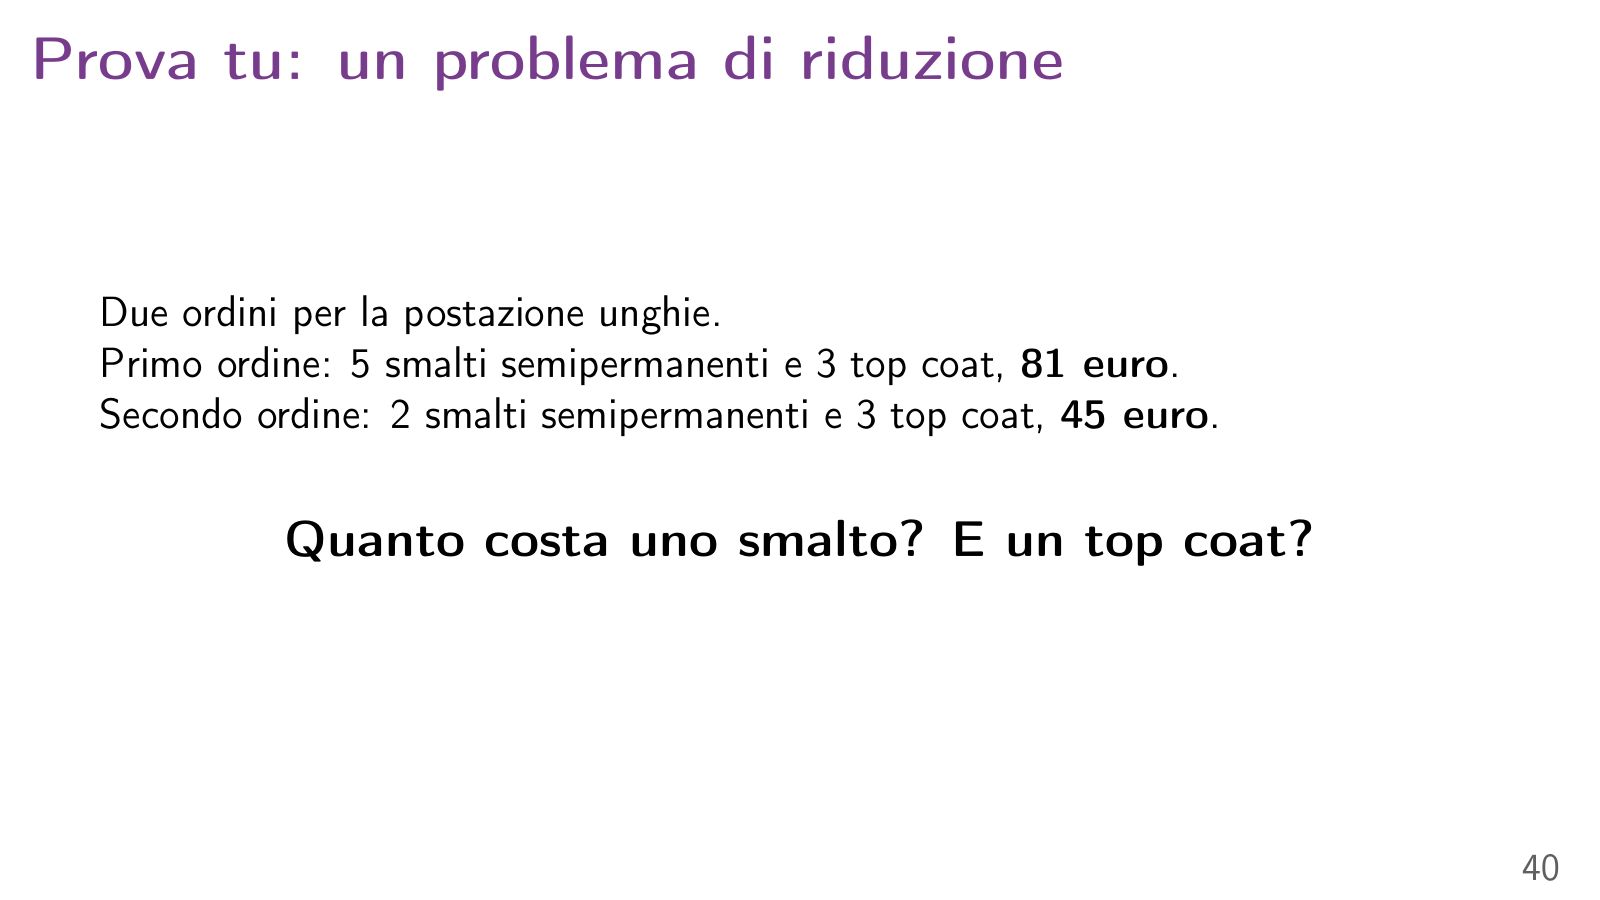 Prova tu: un problema di riduzione
Due ordini per la postazione unghie.
Primo ordine: 5 smalti semipermanenti e 3 top coat, 81 euro.
Secondo ordine: 2 smalti semipermanenti e 3 top coat, 45 euro.
Quanto costa uno smalto? E un top coat?
40